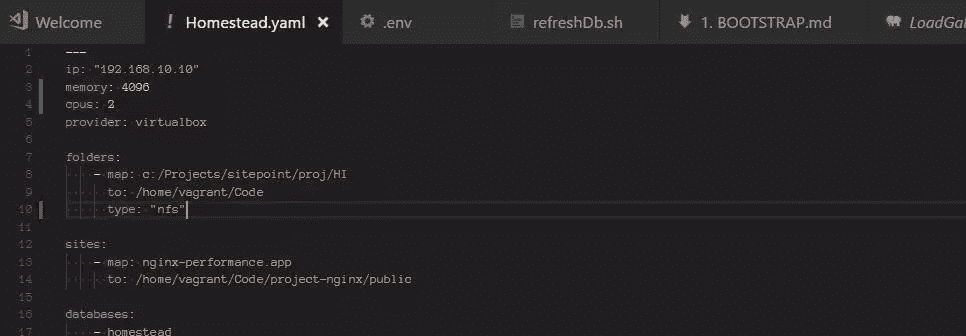 Welcome ! Homestead.yaml × .env refreshDb.sh 1. BOOTSTRAP.md LoadGal
1 ---
2 ip: "192.168.10.10"
3 memory: 4096
4 cpus: 2
5 provider: virtualbox
6
7 folders:
8 - map: c:/Projects/sitepoint/proj/HI
9 to: /home/vagrant/Code
10 type: "nfs"
11
12 sites:
13 - map: nginx-performance.app
14 to: /home/vagrant/Code/project-nginx/public
15
16 databases:
17 - homestead